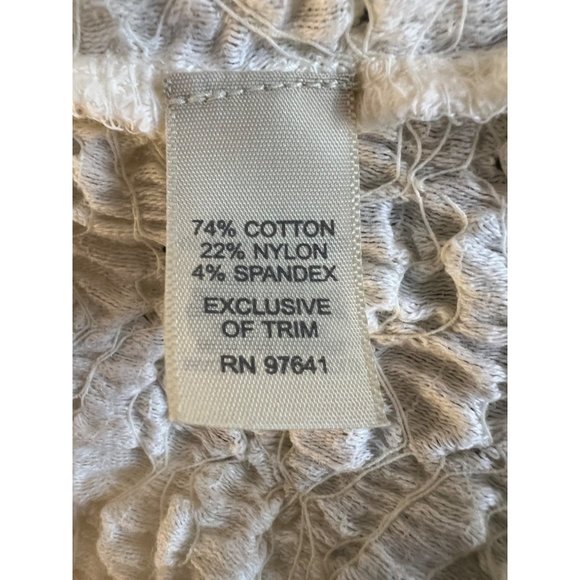 74% COTTON
22% NYLON
4% SPANDEX
EXCLUSIVE
OF TRIM
RN 97641